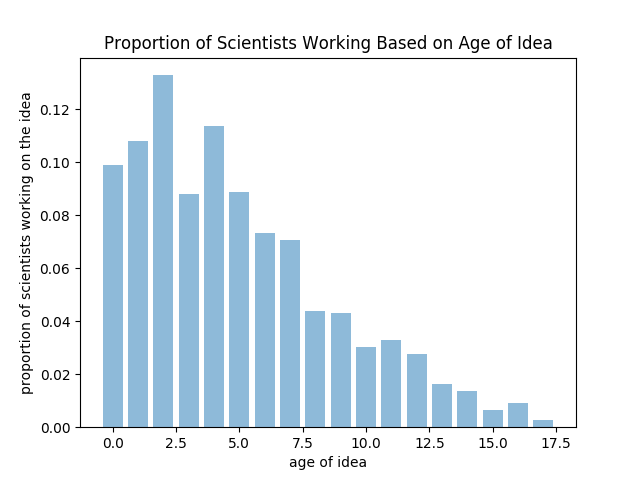 Proportion of Scientists Working Based on Age of Idea
proportion of scientists working on the idea
0.12
0.10
0.08
0.06
0.04
0.02
0.00
0.0 2.5 5.0 7.5 10.0 12.5 15.0 17.5
age of idea